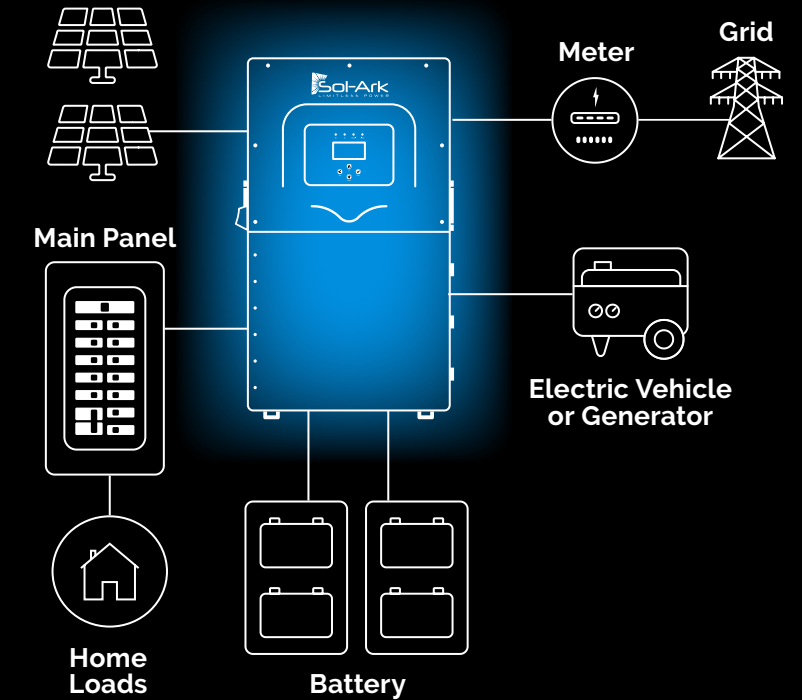 Grid
Meter
Sol-Ark
LIMITLESS POWER
Main Panel
Electric Vehicle
or Generator
Home
Loads
Battery